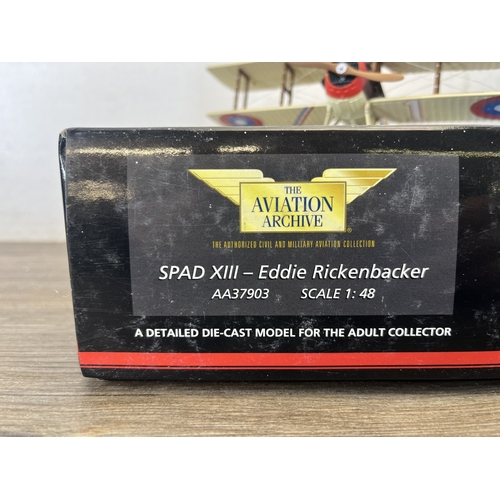 THE
AVIATION
ARCHIVE®
THE AUTHORIZED CIVIL AND MILITARY AVIATION COLLECTION
SPAD XIII – Eddie Rickenbacker
AA37903 SCALE 1: 48
A DETAILED DIE-CAST MODEL FOR THE ADULT COLLECTOR